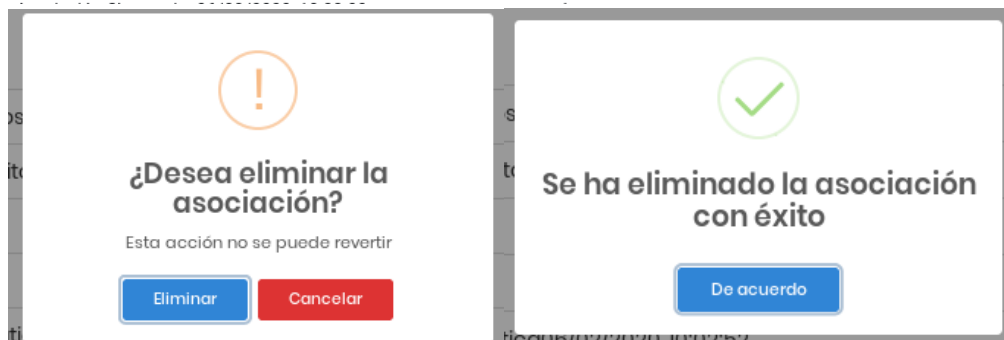 ¿Desea eliminar la
asociación?
Esta acción no se puede revertir
Eliminar
Cancelar
Se ha eliminado la asociación
con éxito
De acuerdo